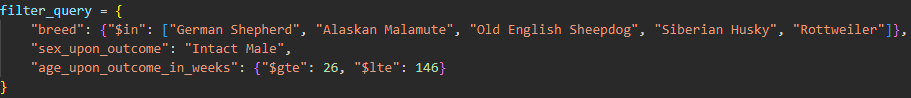 filter_query = {
    "breed": {"$in": ["German Shepherd", "Alaskan Malamute", "Old English Sheepdog", "Siberian Husky", "Rottweiler"]},
    "sex_upon_outcome": "Intact Male",
    "age_upon_outcome_in_weeks": {"$gte": 26, "$lte": 146}
}